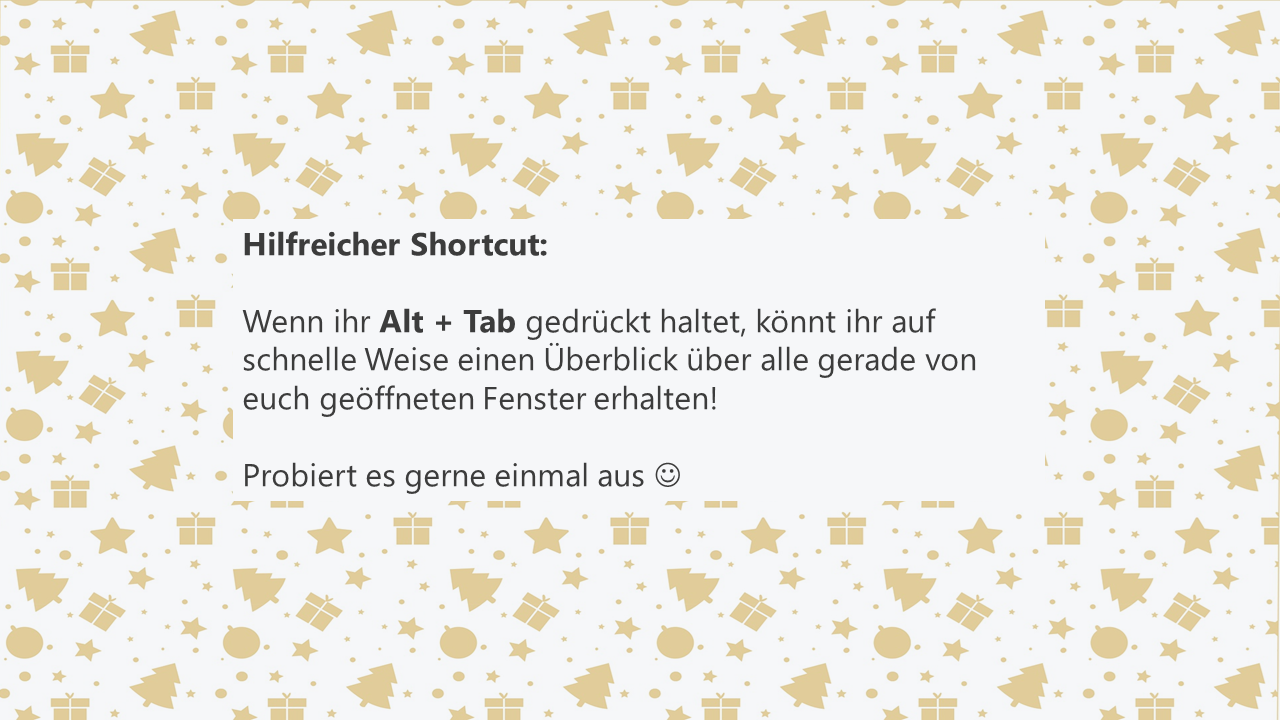 Hilfreicher Shortcut:
Wenn ihr Alt + Tab gedrückt haltet, könnt ihr auf
schnelle Weise einen Überblick über alle gerade von
euch geöffneten Fenster erhalten!
Probiert es gerne einmal aus ☺